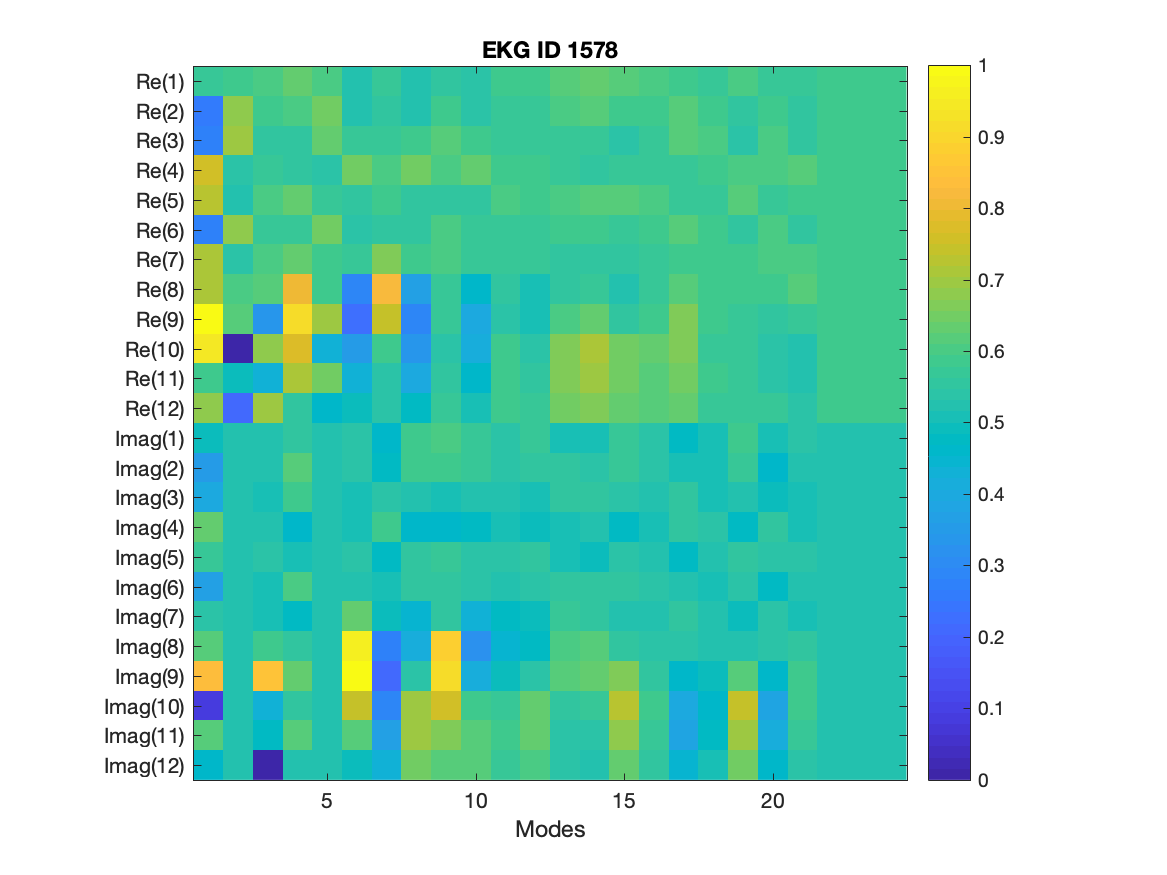 EKG ID 1578
Re(1)
Re(2)
Re(3)
Re(4)
Re(5)
Re(6)
Re(7)
Re(8)
Re(9)
Re(10)
Re(11)
Re(12)
Imag(1)
Imag(2)
Imag(3)
Imag(4)
Imag(5)
Imag(6)
Imag(7)
Imag(8)
Imag(9)
Imag(10)
Imag(11)
Imag(12)
5 10 15 20
Modes
1
0.9
0.8
0.7
0.6
0.5
0.4
0.3
0.2
0.1
0